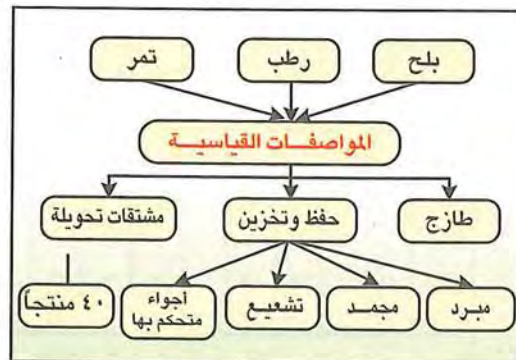 بلح
رطب
تمر
المواصفات القياسية
طازج
حفظ وتخزين
مشتقات تحويلة
مبرد
مجمد
تشعيع
أجواء
متحكم بها
٤٠ منتجاً